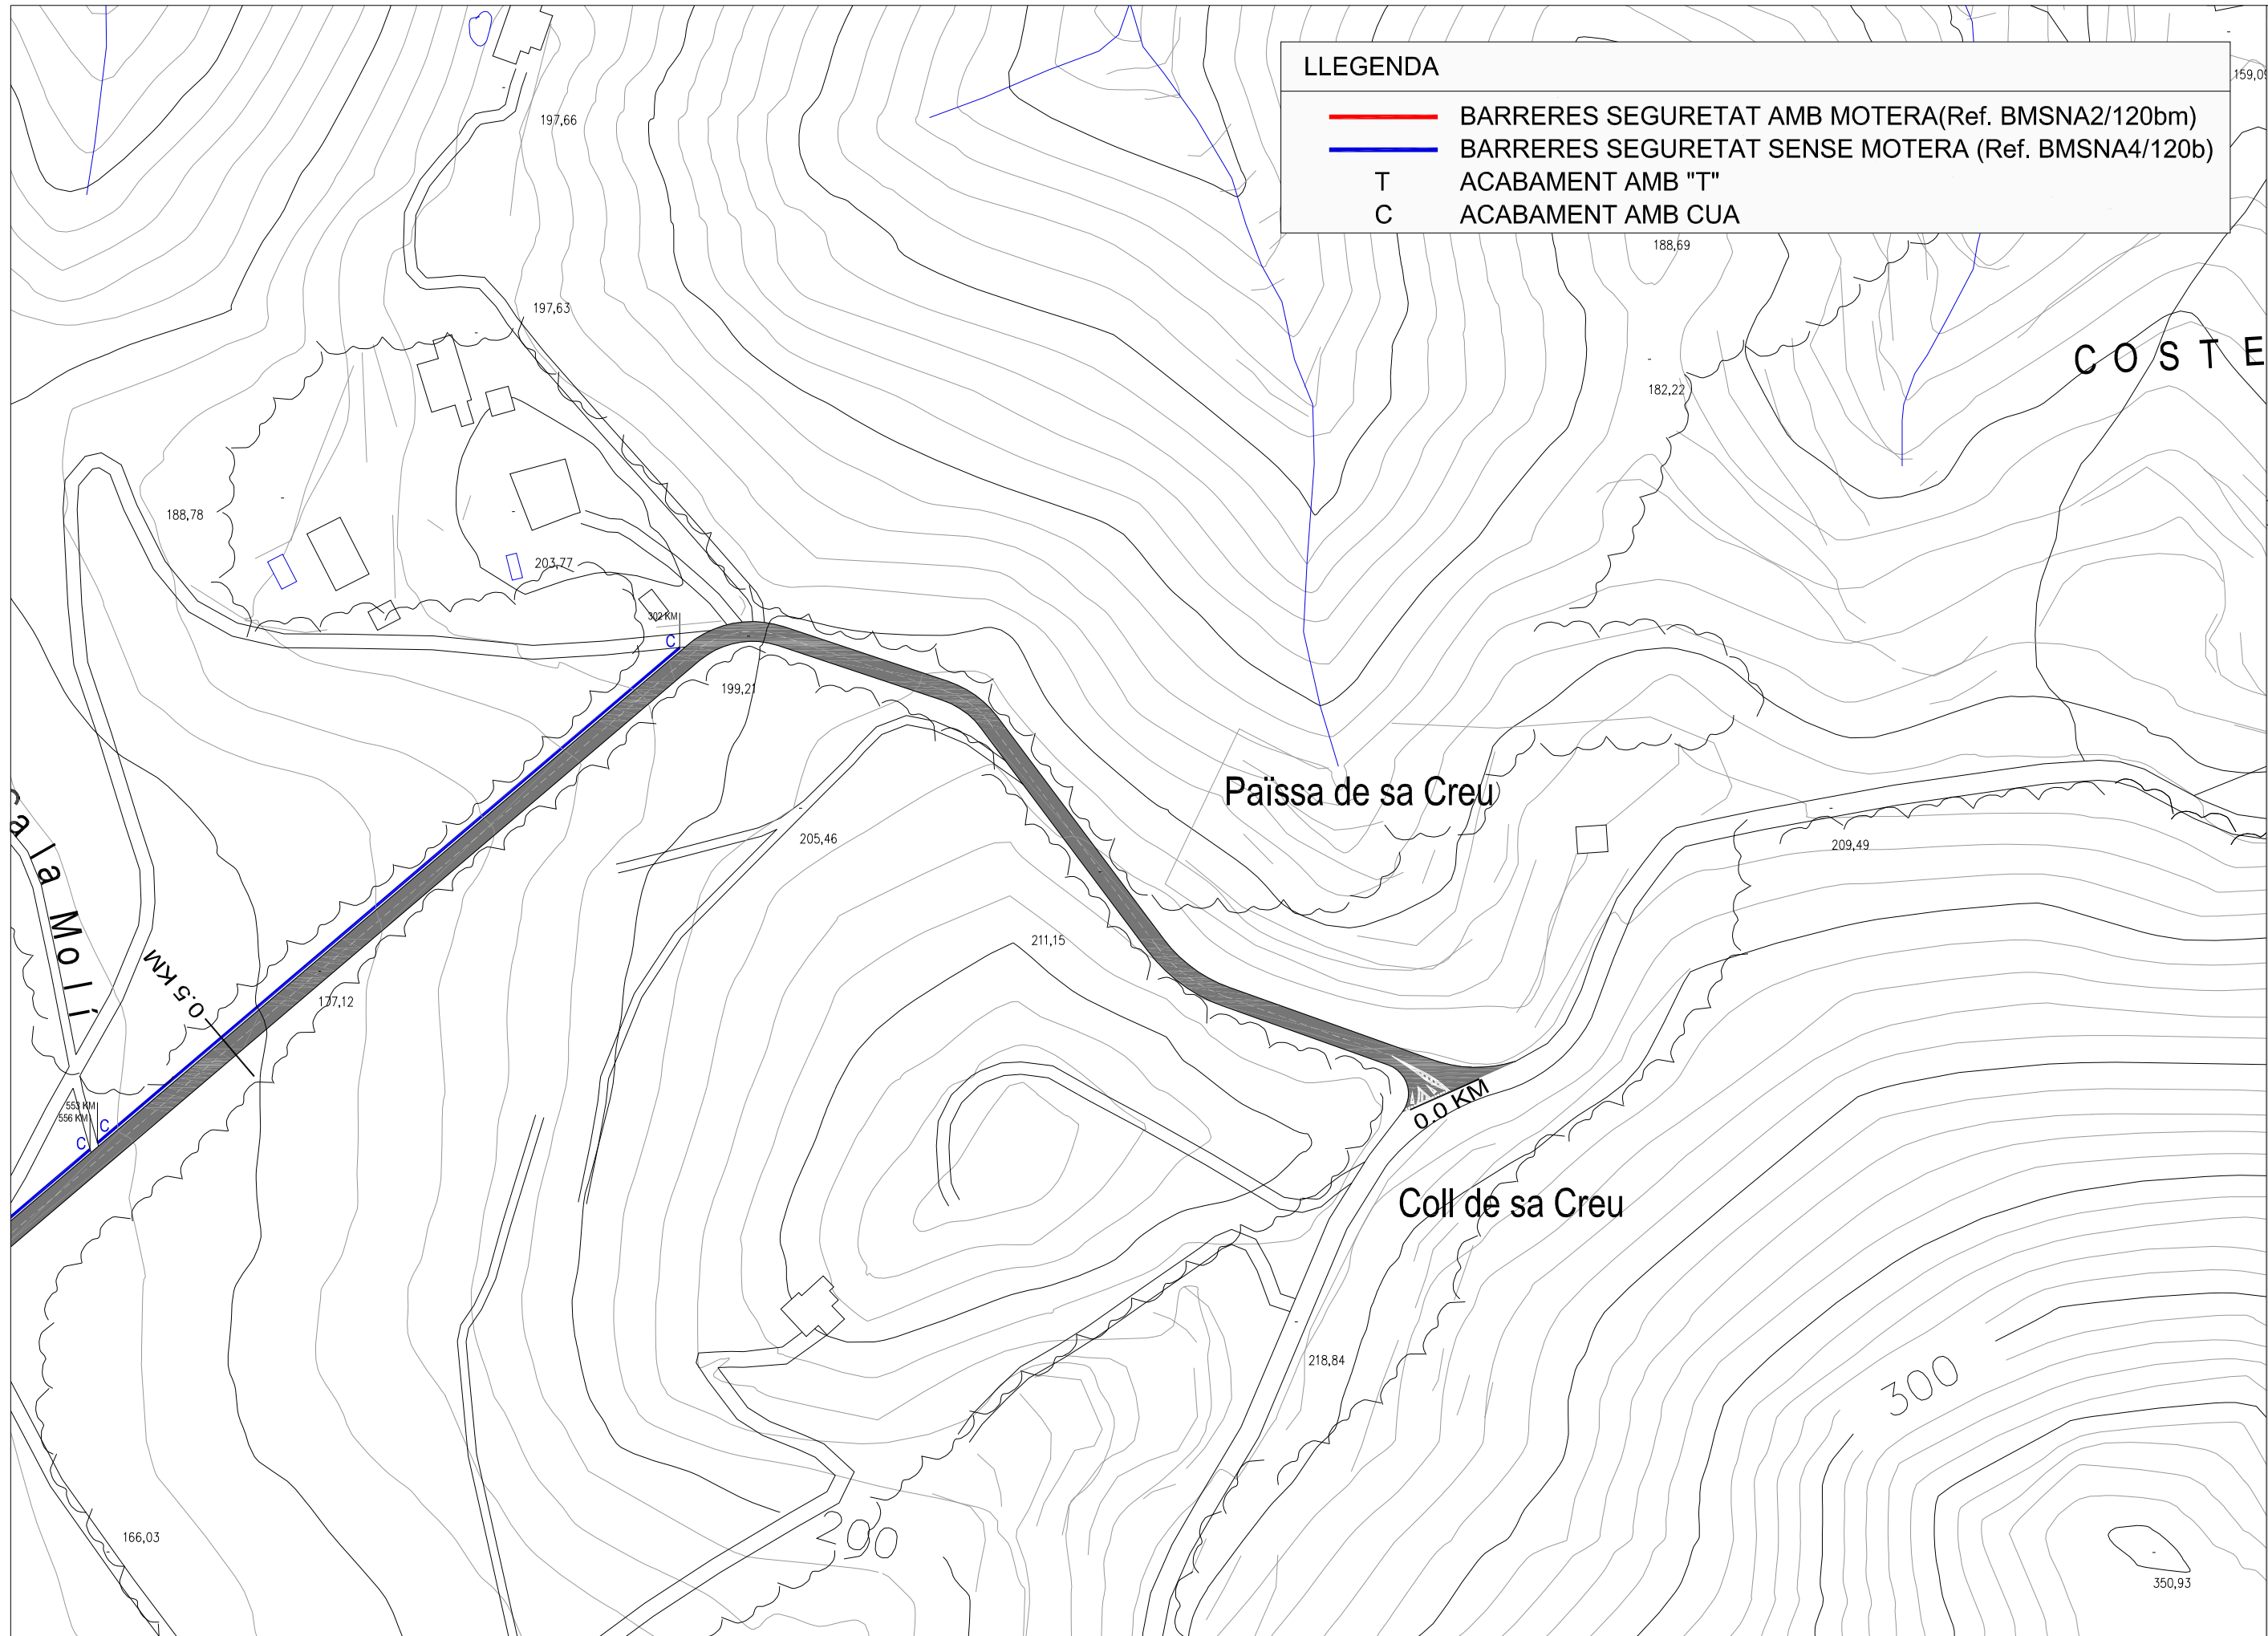 LLEGENDA
BARRERES SEGURETAT AMB MOTERA(Ref. BMSNA2/120bm)
BARRERES SEGURETAT SENSE MOTERA (Ref. BMSNA4/120b)
T ACABAMENT AMB "T"
C ACABAMENT AMB CUA
159,09
197,66
188,69
197,63
COSTE
182,22
188,78
203,77
302 KM
C
199,21
Païssa de sa Creu
205,46
209,49
Cala Molí
211,15
0.5 KM
177,12
0.0 KM
553 KM
556 KM
C
C
Coll de sa Creu
218,84
300
200
166,03
350,93